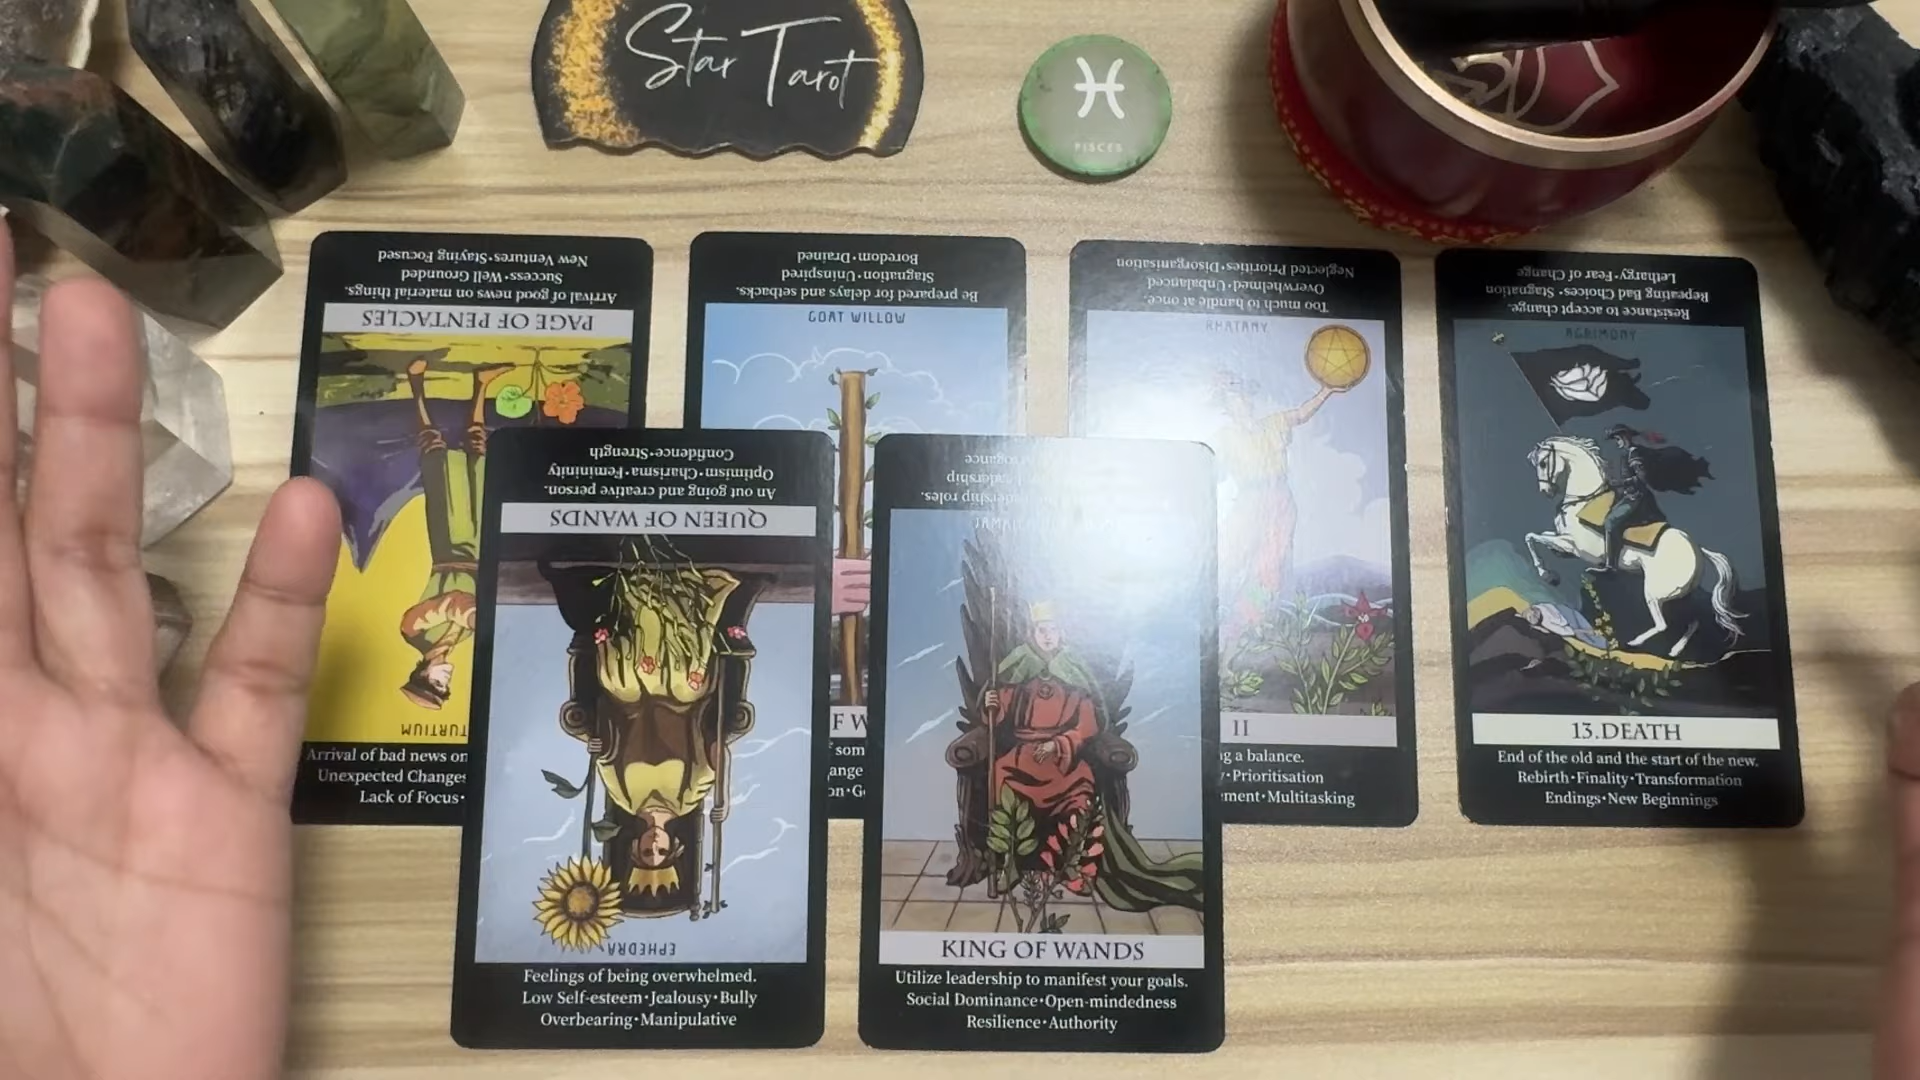 Star Tarot
PISCES
New Ventures•Staying Focused
Success•Well Grounded
Arrival of good news on material things.
PAGE OF PENTACLES
TURTIUM
Arrival of bad news on
Unexpected Changes
Lack of Focus•
Boredom•Drained
Stagnation•Uninspired
Be prepared for delays and setbacks.
GOAT WILLOW
F W
f som
ange
on•G
Neglected Priorities•Disorganisation
Overwhelmed•Unbalanced
Too much to handle at once.
RHATANY
II
g a balance.
y•Prioritisation
ment•Multitasking
Lethargy•Fear of Change
Repeating Bad Choices•Stagnation
Resistance to accept change.
AGRIMONY
13.DEATH
End of the old and the start of the new.
Rebirth•Finality•Transformation
Endings•New Beginnings
Confidence•Strength
Optimism•Charisma•Femininity
An out going and creative person.
QUEEN OF WANDS
EPHEDRA
Feelings of being overwhelmed.
Low Self-esteem•Jealousy•Bully
Overbearing•Manipulative
roles.
JAMAICA
KING OF WANDS
Utilize leadership to manifest your goals.
Social Dominance•Open-mindedness
Resilience•Authority